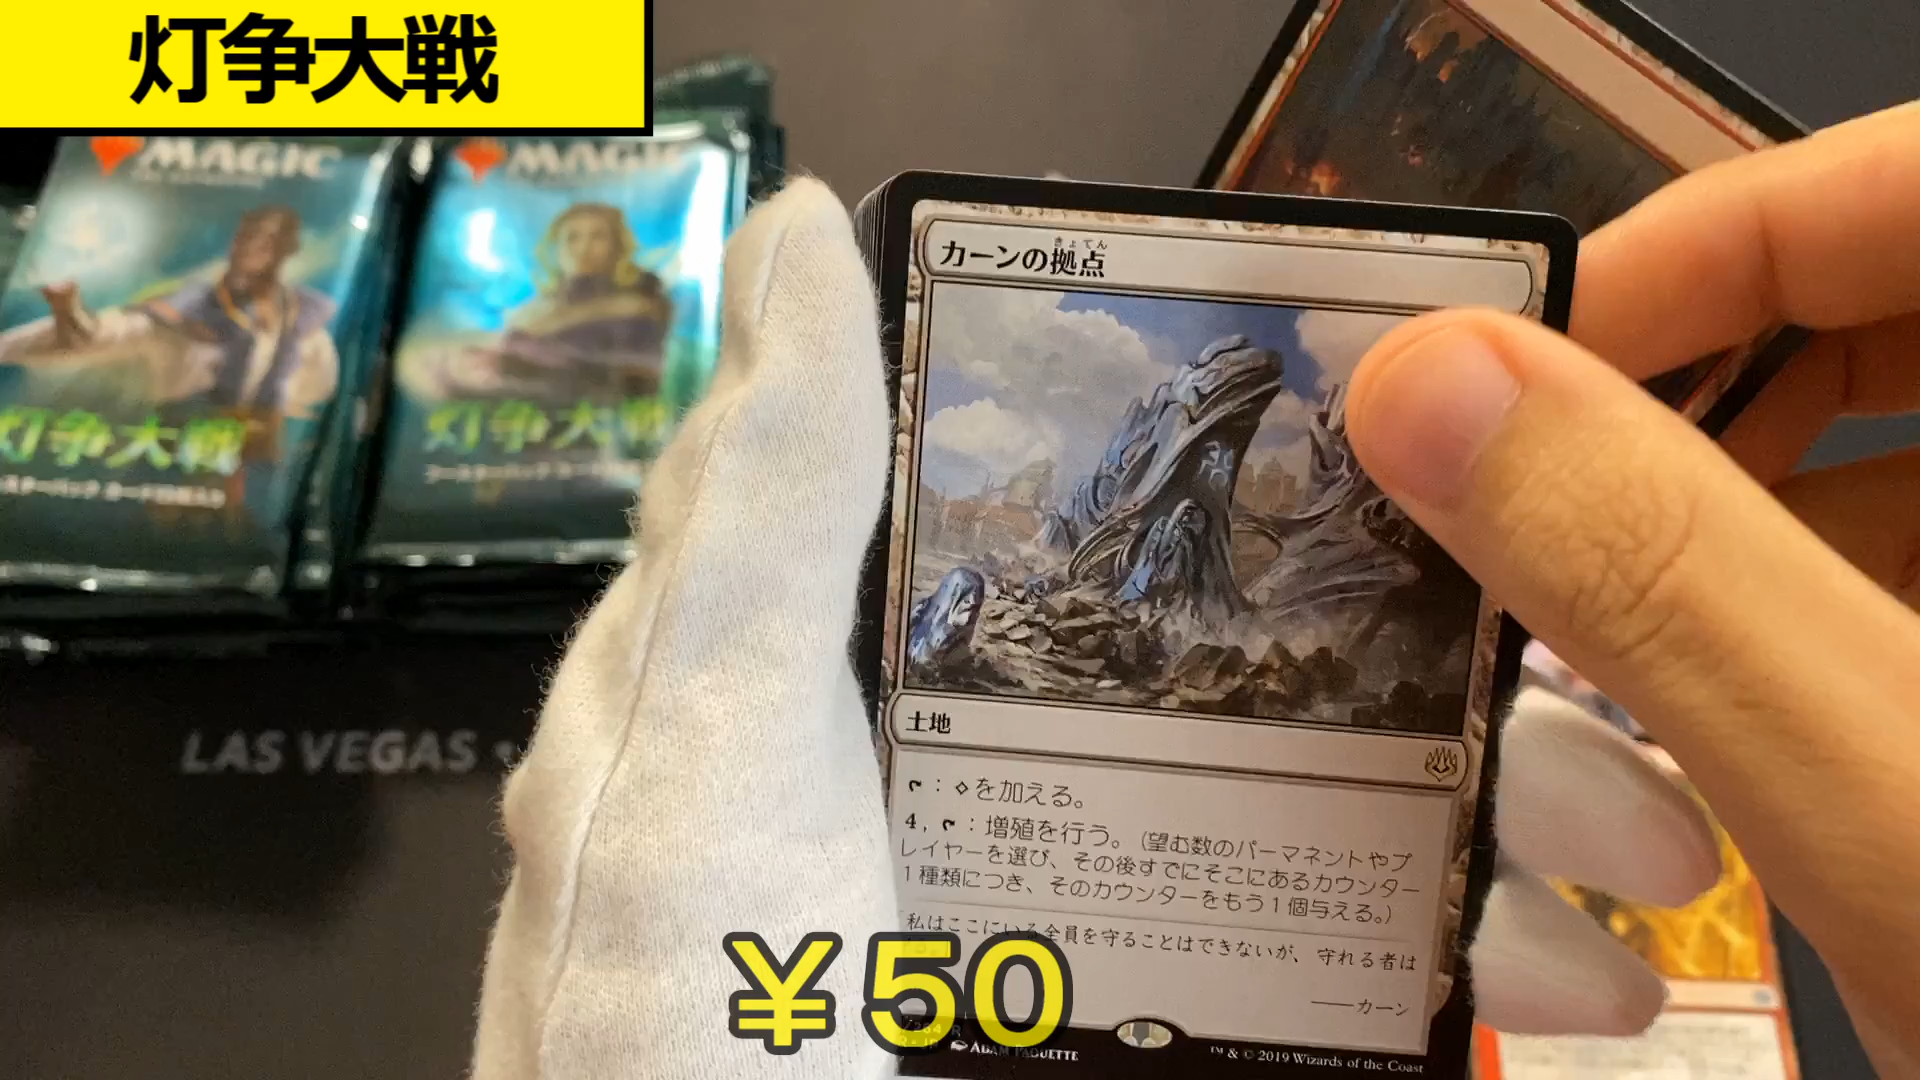 灯争大戦
MAGIC
MAGIC
灯争大戦
灯争大戦
LAS VEGAS
カーンの拠点
きょてん
土地
：◇を加える。
4, ：増殖を行う。(望む数のパーマネントやプ
レイヤーを選び、その後すでにそこにあるカウンター
1種類につき、そのカウンターをもう1個与える。)
私はここにいる全員を守ることはできないが、守れる者は
――カーン
¥50
ADAM PAQUETTE
™ & © 2019 Wizards of the Coast